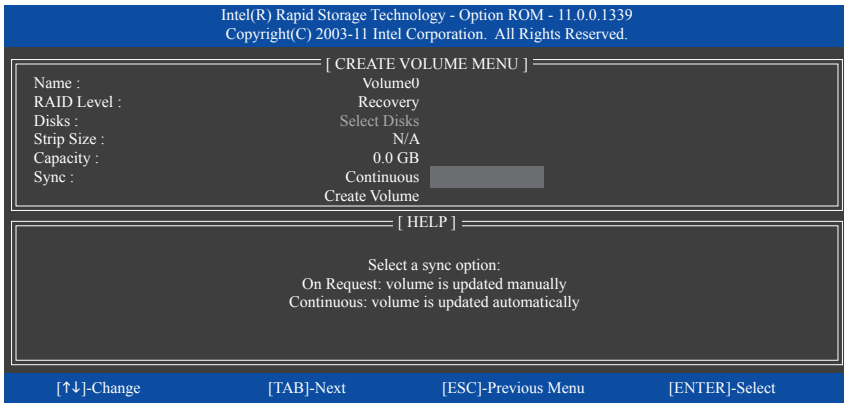 Intel(R) Rapid Storage Technology - Option ROM - 11.0.0.1339
Copyright(C) 2003-11 Intel Corporation. All Rights Reserved.
[ CREATE VOLUME MENU ]
Name : Volume0
RAID Level : Recovery
Disks : Select Disks
Strip Size : N/A
Capacity : 0.0 GB
Sync : Continuous
Create Volume
[ HELP ]
Select a sync option:
On Request: volume is updated manually
Continuous: volume is updated automatically
[↑↓]-Change [TAB]-Next [ESC]-Previous Menu [ENTER]-Select